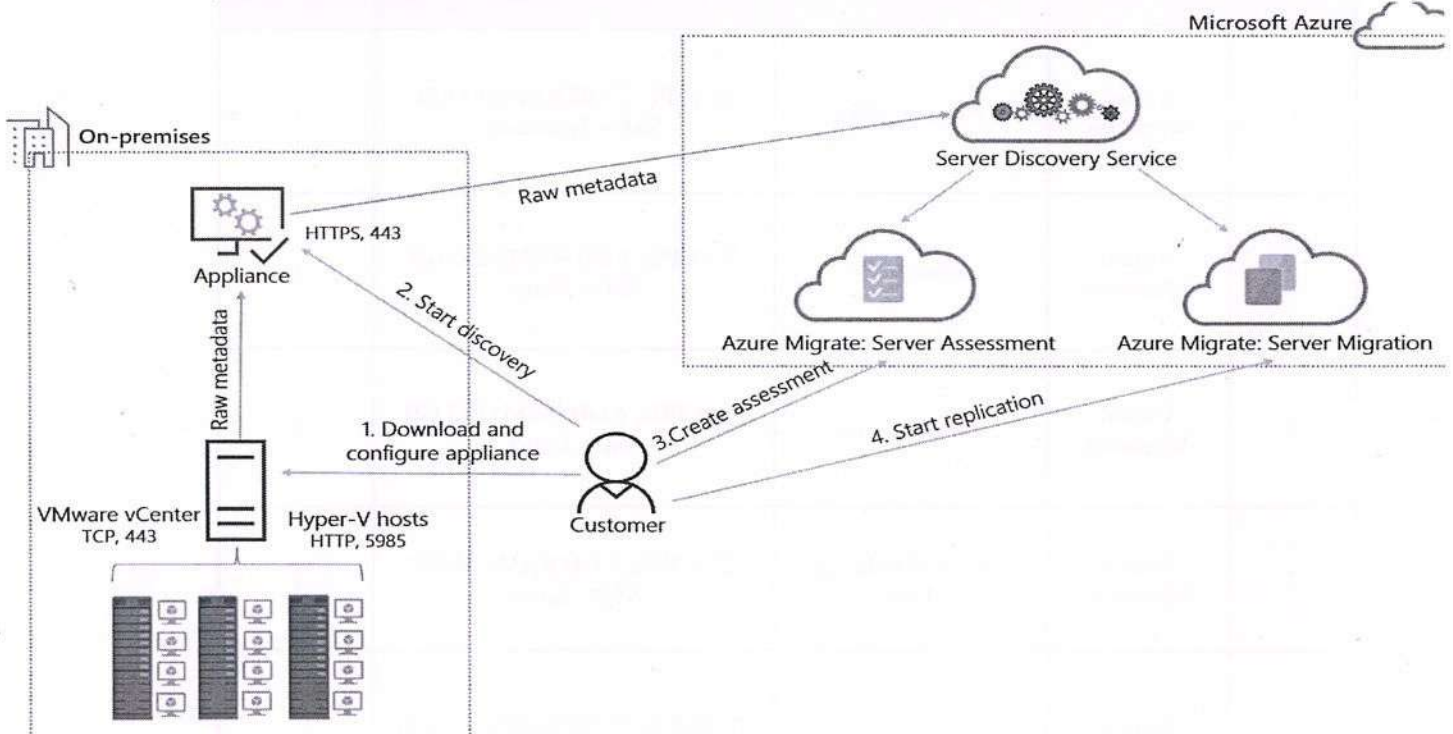 Microsoft Azure
On-premises
Server Discovery Service
Raw metadata
HTTPS, 443
Appliance
2. Start discovery
Raw metadata
Azure Migrate: Server Assessment
Azure Migrate: Server Migration
1. Download and
configure appliance
3.Create assessment
4. Start replication
VMware vCenter
TCP, 443
Hyper-V hosts
HTTP, 5985
Customer